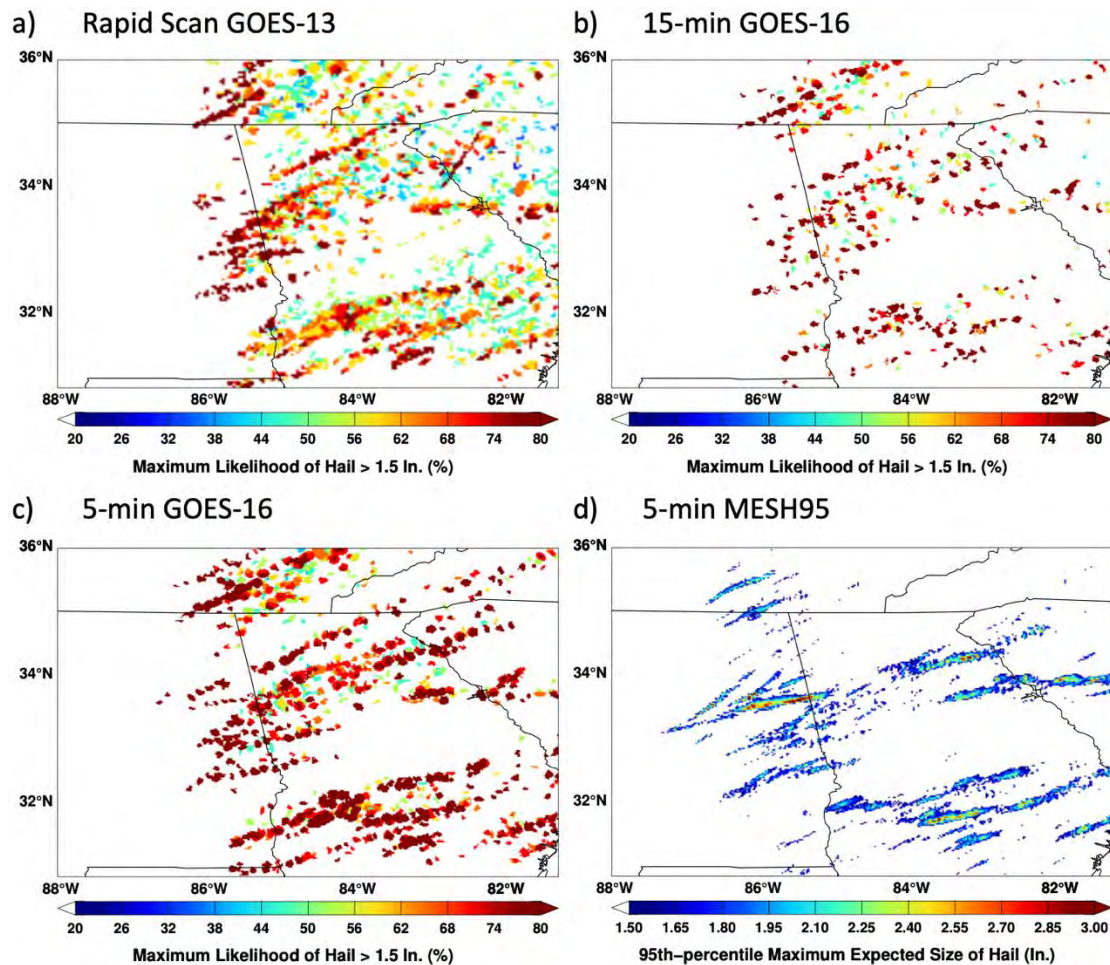 a) Rapid Scan GOES-13
b) 15-min GOES-16
36°N
34°N
32°N
88°W 86°W 84°W 82°W
20 26 32 38 44 50 56 62 68 74 80
Maximum Likelihood of Hail > 1.5 In. (%)
36°N
34°N
32°N
88°W 86°W 84°W 82°W
20 26 32 38 44 50 56 62 68 74 80
Maximum Likelihood of Hail > 1.5 In. (%)
c) 5-min GOES-16
d) 5-min MESH95
36°N
34°N
32°N
88°W 86°W 84°W 82°W
20 26 32 38 44 50 56 62 68 74 80
Maximum Likelihood of Hail > 1.5 In. (%)
36°N
34°N
32°N
88°W 86°W 84°W 82°W
1.50 1.65 1.80 1.95 2.10 2.25 2.40 2.55 2.70 2.85 3.00
95th-percentile Maximum Expected Size of Hail (In.)